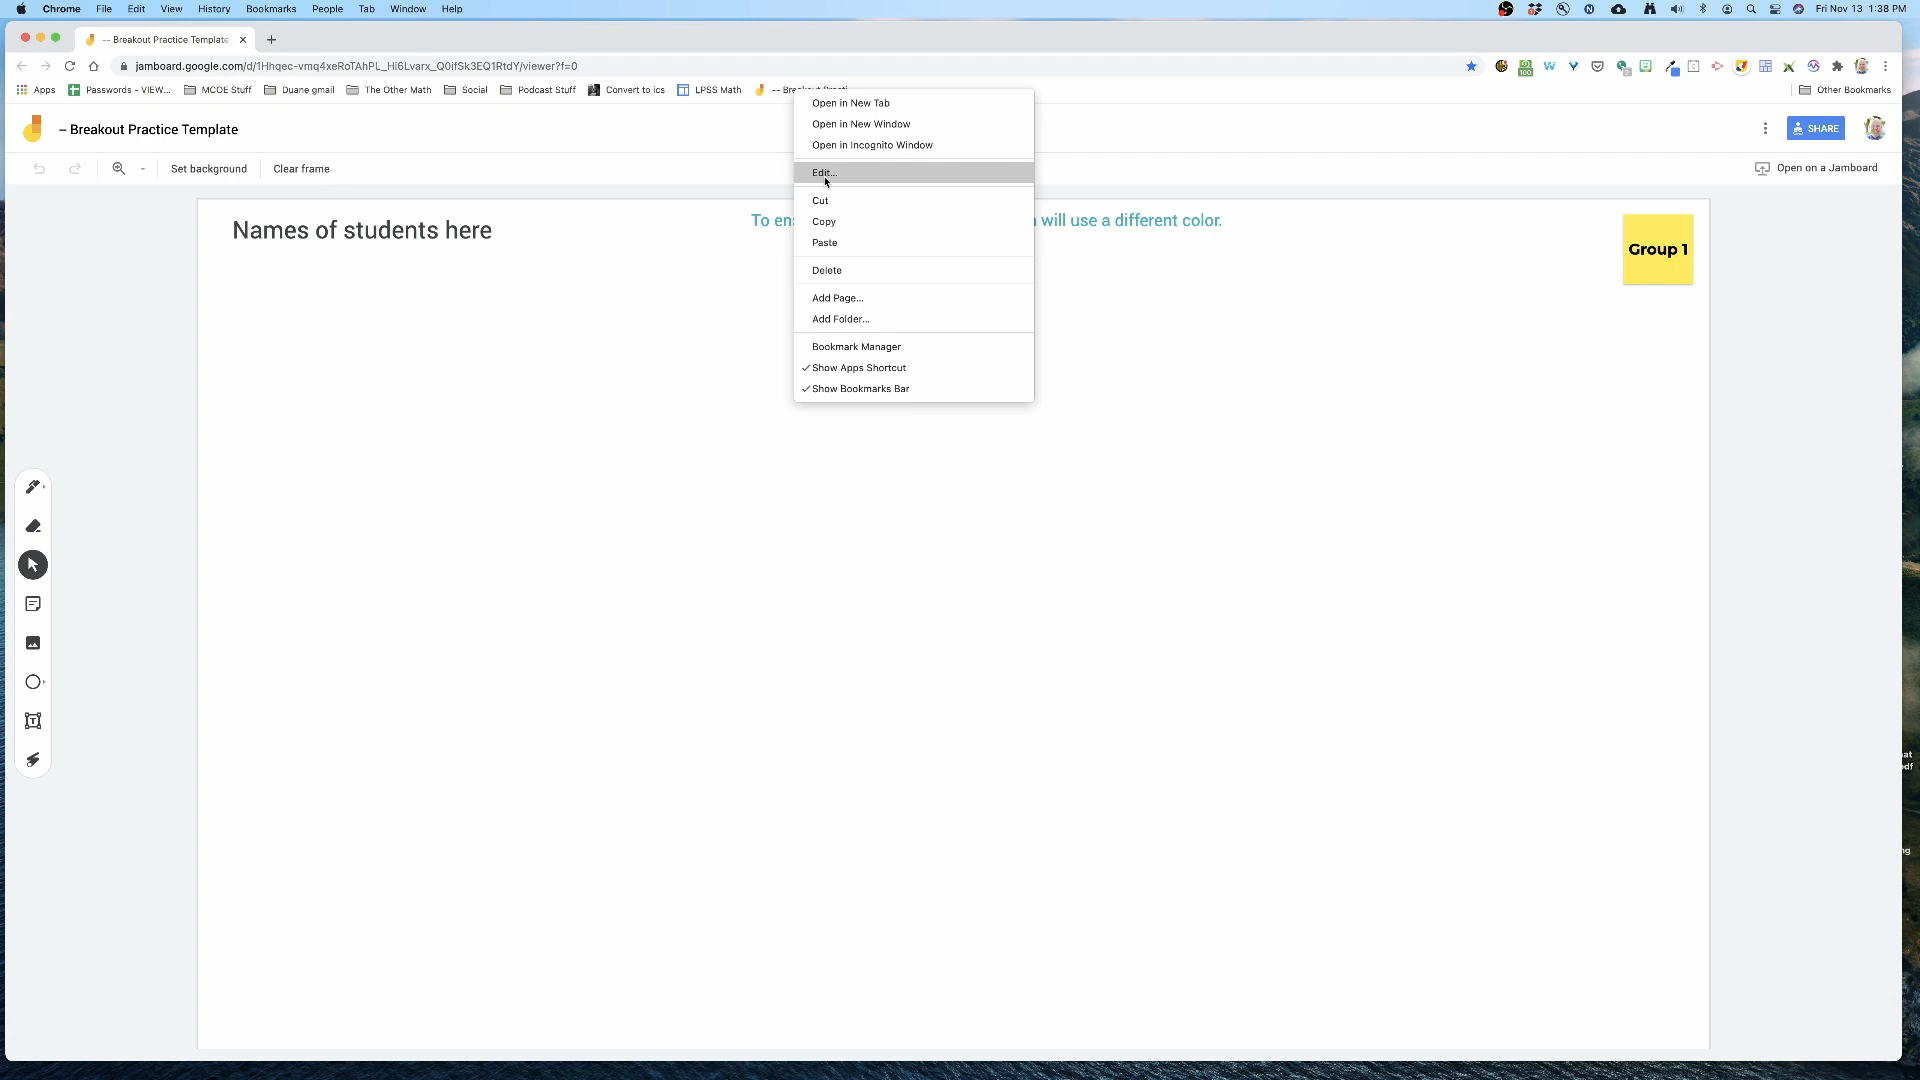 Chrome File Edit View History Bookmarks People Tab Window Help
Fri Nov 13 1:38 PM
-- Breakout Practice Template
jamboard.google.com/d/1Hhqec-vmq4xeRoTAhPL_Hi6Lvarx_Q0ifSk3EQ1RtdY/viewer?f=0
Apps Passwords - VIEW... MCOE Stuff Duane gmail The Other Math Social Podcast Stuff Convert to ics LPSS Math Other Bookmarks
– Breakout Practice Template
SHARE
Set background Clear frame
Open on a Jamboard
Open in New Tab
Open in New Window
Open in Incognito Window
Edit...
Cut
Copy
Paste
Delete
Add Page...
Add Folder...
Bookmark Manager
Show Apps Shortcut
Show Bookmarks Bar
Names of students here
To
will use a different color.
Group 1
100